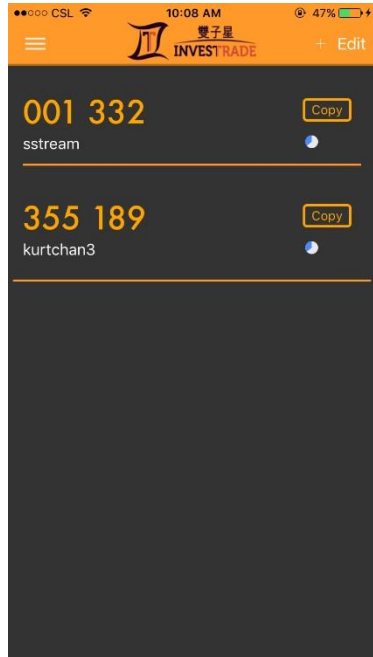 CSL 10:08 AM 47%
雙子星
INVESTRADE
+ Edit
001 332 Copy
sstream
355 189 Copy
kurtchan3